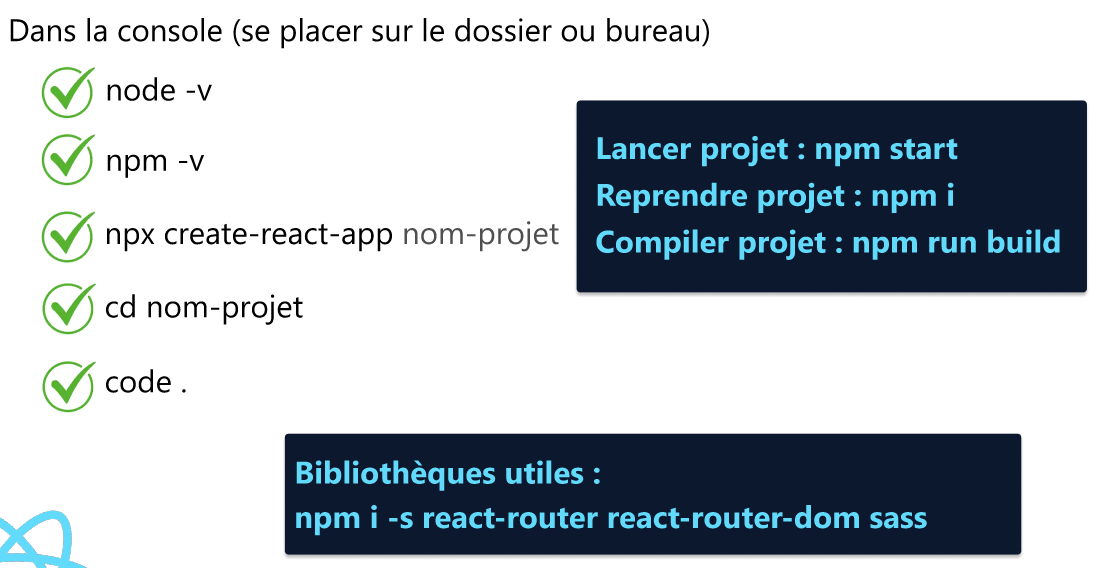 Dans la console (se placer sur le dossier ou bureau)
node -v
npm -v
npx create-react-app nom-projet
cd nom-projet
code .
Lancer projet : npm start
Reprendre projet : npm i
Compiler projet : npm run build
Bibliothèques utiles :
npm i -s react-router react-router-dom sass